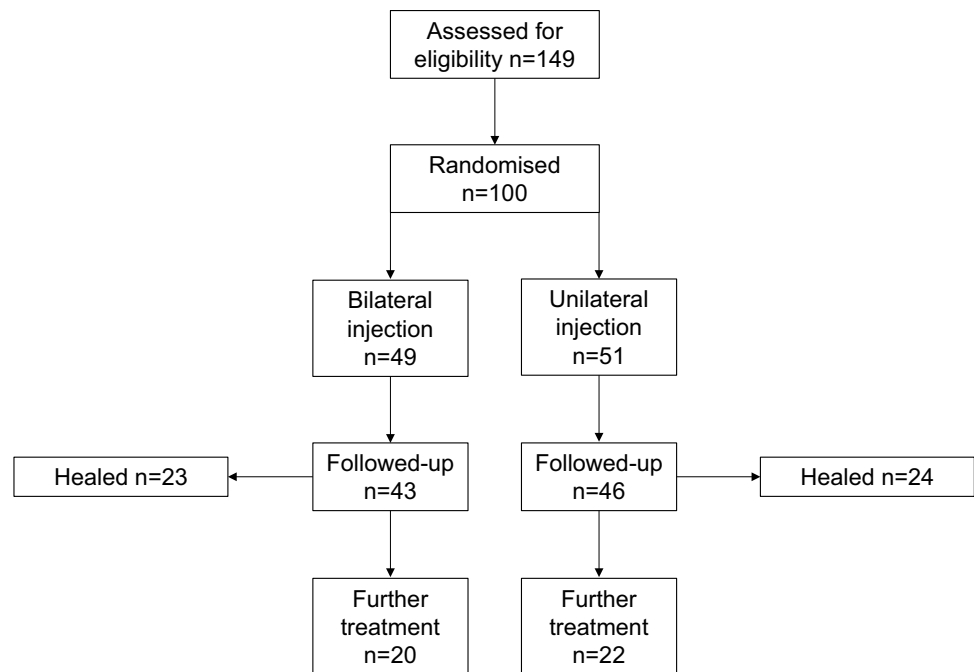 Assessed for
eligibility n=149
Randomised
n=100
Bilateral
injection
n=49
Unilateral
injection
n=51
Healed n=23
Followed-up
n=43
Followed-up
n=46
Healed n=24
Further
treatment
n=20
Further
treatment
n=22